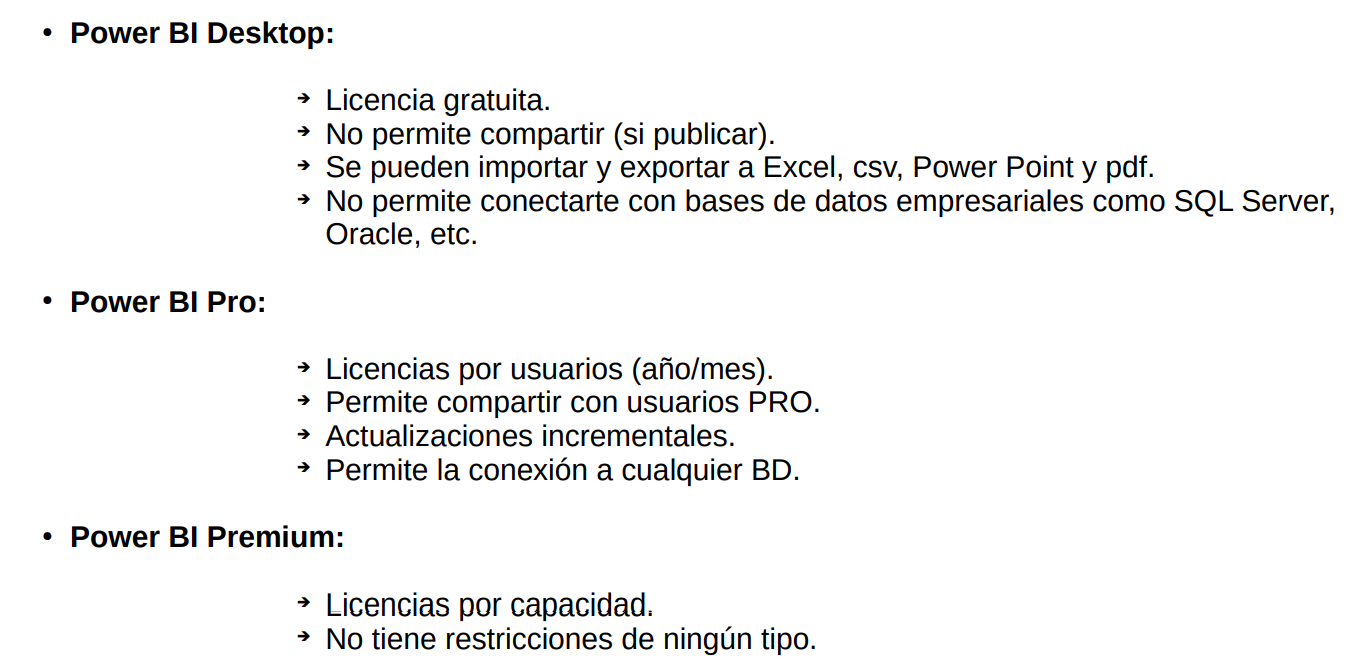 • Power BI Desktop:
➔ Licencia gratuita.
➔ No permite compartir (si publicar).
➔ Se pueden importar y exportar a Excel, csv, Power Point y pdf.
➔ No permite conectarte con bases de datos empresariales como SQL Server,
Oracle, etc.
• Power BI Pro:
➔ Licencias por usuarios (año/mes).
➔ Permite compartir con usuarios PRO.
➔ Actualizaciones incrementales.
➔ Permite la conexión a cualquier BD.
• Power BI Premium:
➔ Licencias por capacidad.
➔ No tiene restricciones de ningún tipo.